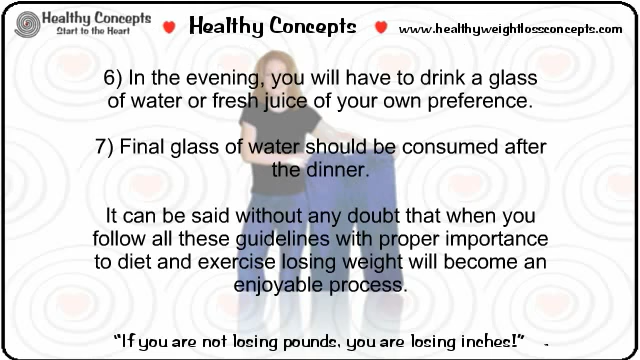 Healthy Concepts
Start to the Heart
Healthy Concepts
www.healthyweightlossconcepts.com
6) In the evening, you will have to drink a glass
of water or fresh juice of your own preference.
7) Final glass of water should be consumed after
the dinner.
It can be said without any doubt that when you
follow all these guidelines with proper importance
to diet and exercise losing weight will become an
enjoyable process.
"If you are not losing pounds, you are losing inches!" -